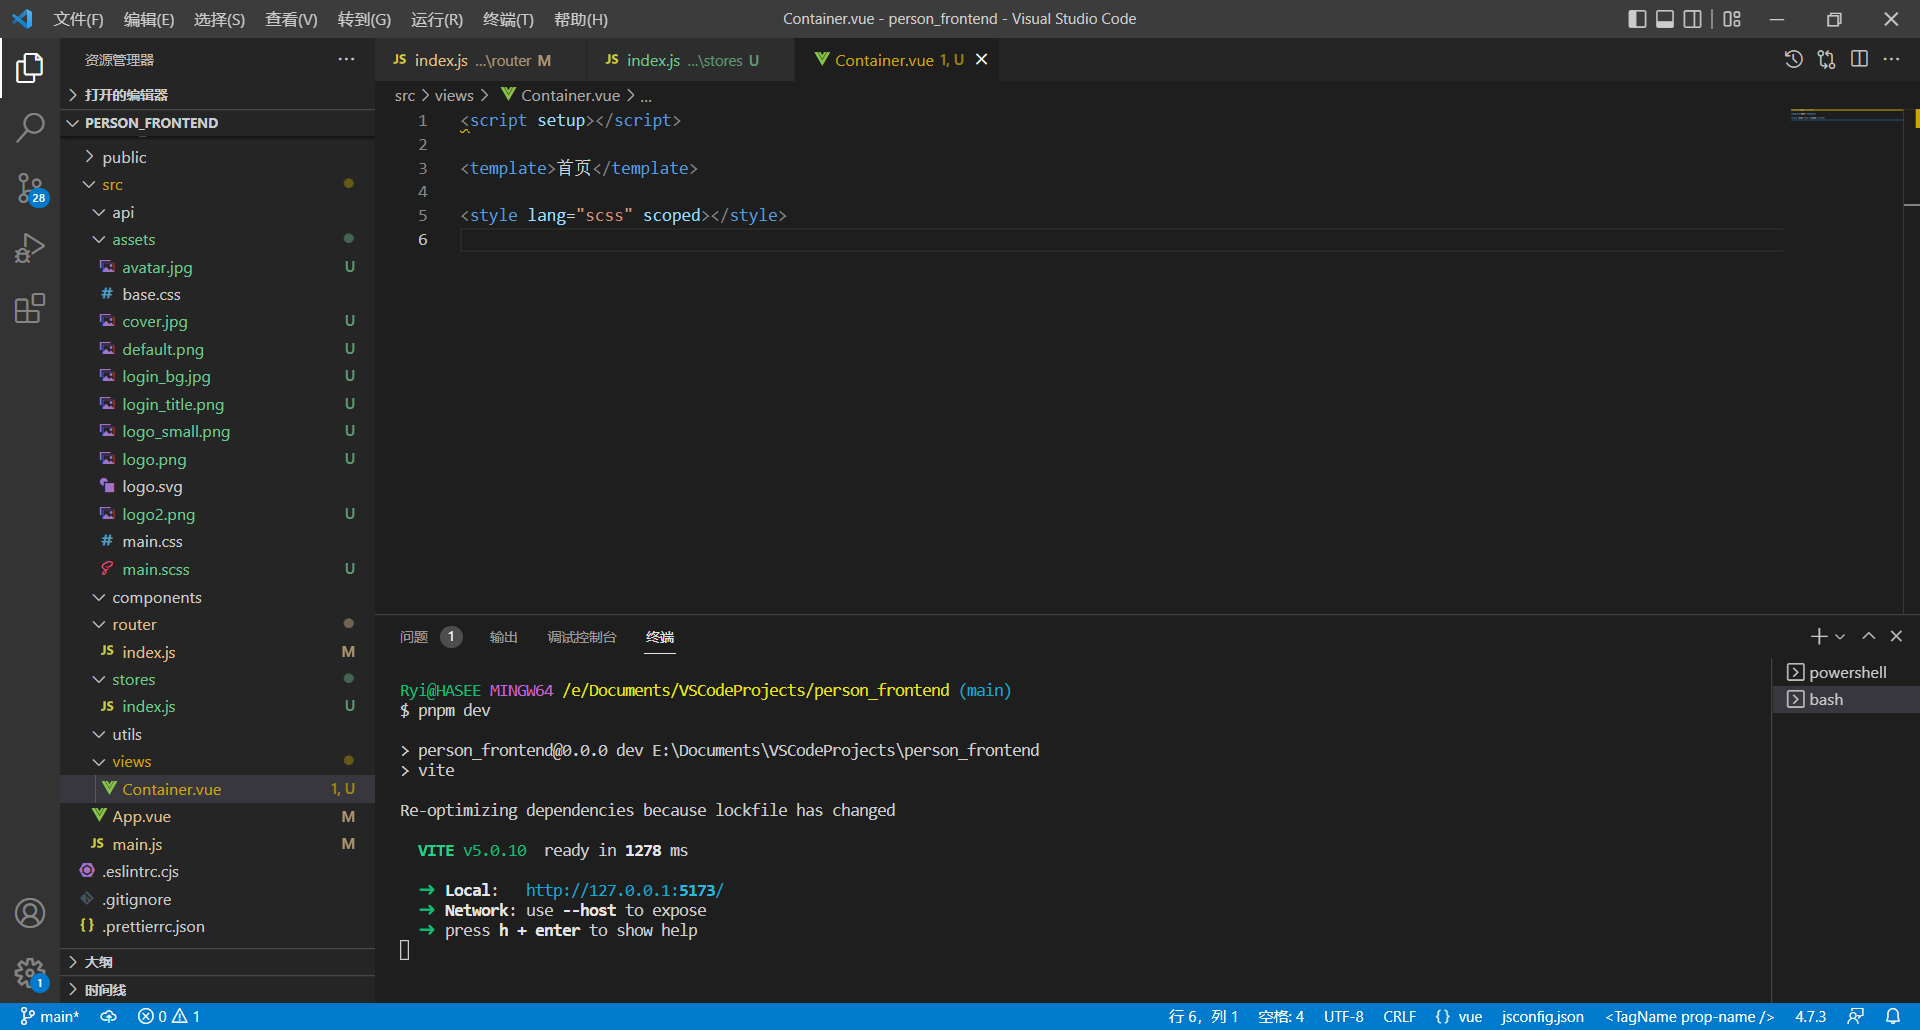 文件(F) 编辑(E) 选择(S) 查看(V) 转到(G) 运行(R) 终端(T) 帮助(H) Container.vue - person_frontend - Visual Studio Code
资源管理器
打开的编辑器
PERSON_FRONTEND
public
src
api
assets
avatar.jpg U
base.css
cover.jpg U
default.png U
login_bg.jpg U
login_title.png U
logo_small.png U
logo.png U
logo.svg
logo2.png U
main.css
main.scss U
components
router
JS index.js M
stores
JS index.js U
utils
views
Container.vue 1, U
App.vue M
JS main.js M
.eslintrc.cjs
.gitignore
{} .prettierrc.json
大纲
时间线
28
1
JS index.js ...\router M JS index.js ...\stores U Container.vue 1, U
src > views > Container.vue > ...
1 <script setup></script>
2
3 <template>首页</template>
4
5 <style lang="scss" scoped></style>
6
问题 1 输出 调试控制台 终端
powershell
bash
Ryi@HASEE MINGW64 /e/Documents/VSCodeProjects/person_frontend (main)
$ pnpm dev
> person_frontend@0.0.0 dev E:\Documents\VSCodeProjects\person_frontend
> vite
Re-optimizing dependencies because lockfile has changed
VITE v5.0.10 ready in 1278 ms
➜ Local: http://127.0.0.1:5173/
➜ Network: use --host to expose
➜ press h + enter to show help
main* 0 1 行 6，列 1 空格: 4 UTF-8 CRLF {} vue jsconfig.json <TagName prop-name /> 4.7.3